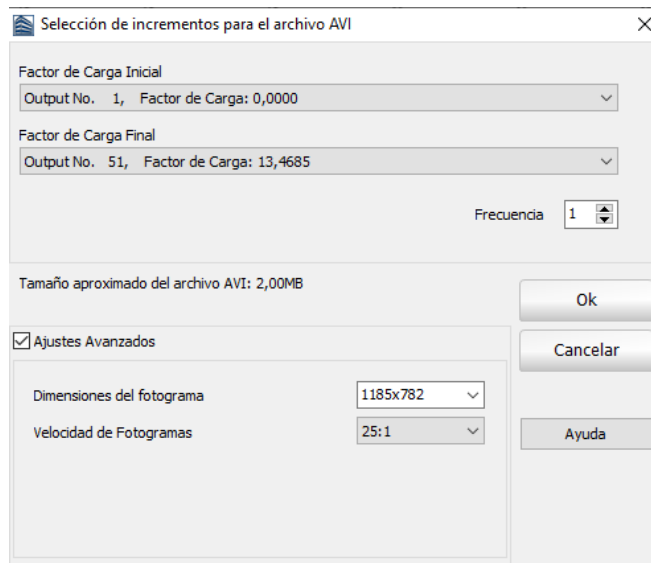 Selección de incrementos para el archivo AVI
Factor de Carga Inicial
Output No. 1, Factor de Carga: 0,0000
Factor de Carga Final
Output No. 51, Factor de Carga: 13,4685
Frecuencia 1
Tamaño aproximado del archivo AVI: 2,00MB
Ok
Ajustes Avanzados
Cancelar
Dimensiones del fotograma 1185x782
Velocidad de Fotogramas 25:1
Ayuda